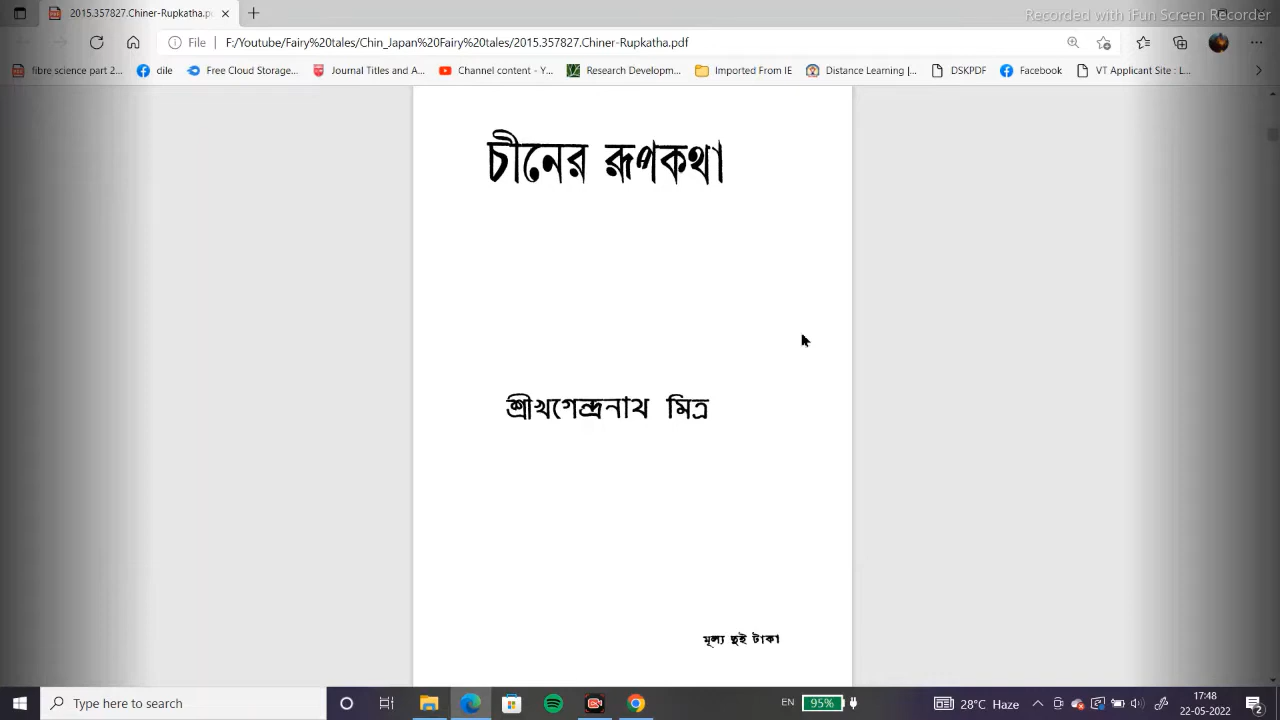 2015.357827.Chiner-Rupkatha.p
Recorded with iFun Screen Recorder
File F:/Youtube/Fairy%20tales/Chin_Japan%20Fairy%20tales/2015.357827.Chiner-Rupkatha.pdf
fibre science part 2... dile Free Cloud Storage... Journal Titles and A... Channel content - Y... Research Developm... Imported From IE Distance Learning |... DSKPDF Facebook VT Applicant Site : L...
চীনের রূপকথা
শ্রীখগেন্দ্রনাথ মিত্র
মূল্য দুই টাকা
Type here to search EN 95% 28°C Haze 17:48
22-05-2022 2